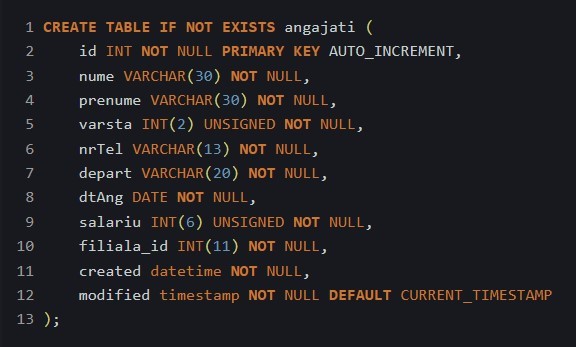 1 CREATE TABLE IF NOT EXISTS angajati (
2 id INT NOT NULL PRIMARY KEY AUTO_INCREMENT,
3 nume VARCHAR(30) NOT NULL,
4 prenume VARCHAR(30) NOT NULL,
5 varsta INT(2) UNSIGNED NOT NULL,
6 nrTel VARCHAR(13) NOT NULL,
7 depart VARCHAR(20) NOT NULL,
8 dtAng DATE NOT NULL,
9 salariu INT(6) UNSIGNED NOT NULL,
10 filiala_id INT(11) NOT NULL,
11 created datetime NOT NULL,
12 modified timestamp NOT NULL DEFAULT CURRENT_TIMESTAMP
13 );